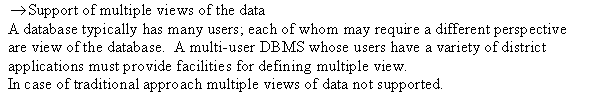 →Support of multiple views of the data
A database typically has many users; each of whom may require a different perspective
are view of the database. A multi-user DBMS whose users have a variety of district
applications must provide facilities for defining multiple view.
In case of traditional approach multiple views of data not supported.